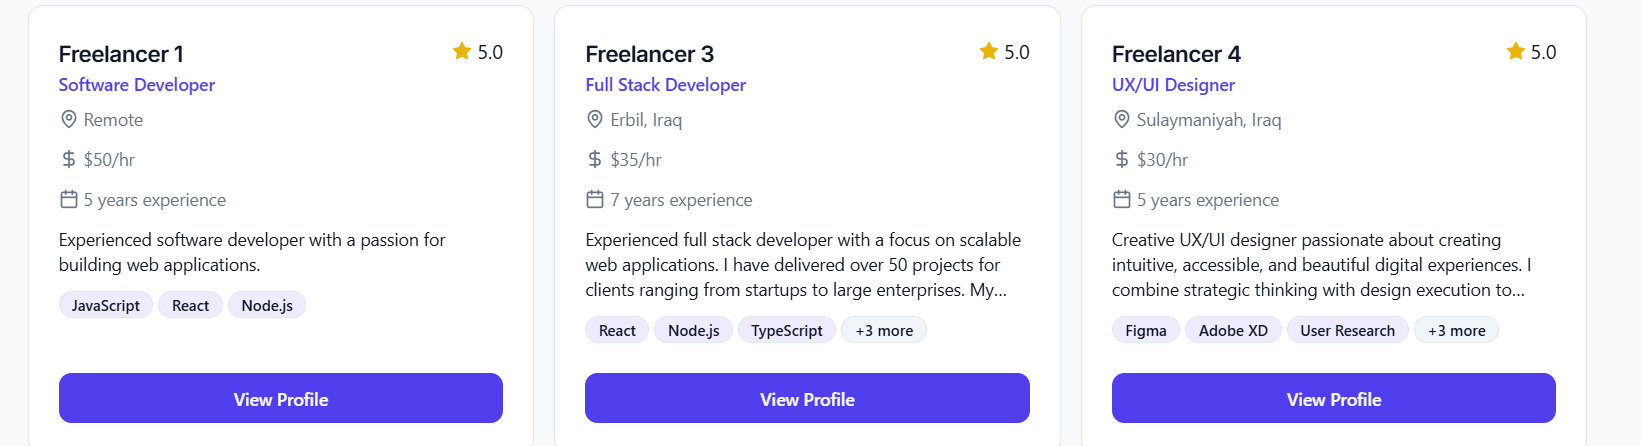 Freelancer 1
5.0
Software Developer
Remote
$50/hr
5 years experience
Experienced software developer with a passion for
building web applications.
JavaScript React Node.js
View Profile
Freelancer 3
5.0
Full Stack Developer
Erbil, Iraq
$35/hr
7 years experience
Experienced full stack developer with a focus on scalable
web applications. I have delivered over 50 projects for
clients ranging from startups to large enterprises. My...
React Node.js TypeScript +3 more
View Profile
Freelancer 4
5.0
UX/UI Designer
Sulaymaniyah, Iraq
$30/hr
5 years experience
Creative UX/UI designer passionate about creating
intuitive, accessible, and beautiful digital experiences. I
combine strategic thinking with design execution to...
Figma Adobe XD User Research +3 more
View Profile